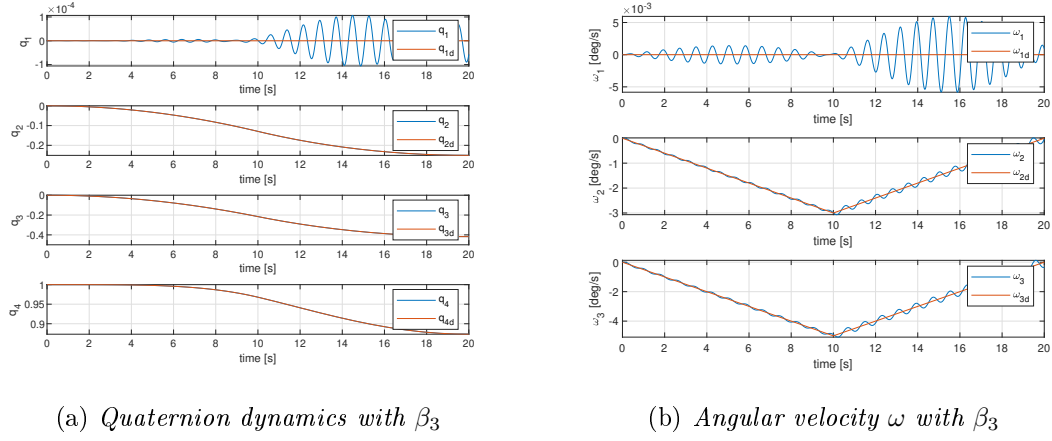 ×10⁻⁴
1
0
-1
q₁
q₁
q₁d
0 2 4 6 8 10 12 14 16 18 20
time [s]
0
-0.1
-0.2
q₂
q₂
q₂d
0 2 4 6 8 10 12 14 16 18 20
time [s]
0
-0.2
-0.4
q₃
q₃
q₃d
0 2 4 6 8 10 12 14 16 18 20
time [s]
1
0.95
0.9
q₄
q₄
q₄d
0 2 4 6 8 10 12 14 16 18 20
time [s]
(a) Quaternion dynamics with β₃
×10⁻³
5
0
-5
ω₁ [deg/s]
ω₁
ω₁d
0 2 4 6 8 10 12 14 16 18 20
time [s]
0
-1
-2
-3
ω₂ [deg/s]
ω₂
ω₂d
0 2 4 6 8 10 12 14 16 18 20
time [s]
0
-2
-4
ω₃ [deg/s]
ω₃
ω₃d
0 2 4 6 8 10 12 14 16 18 20
time [s]
(b) Angular velocity ω with β₃